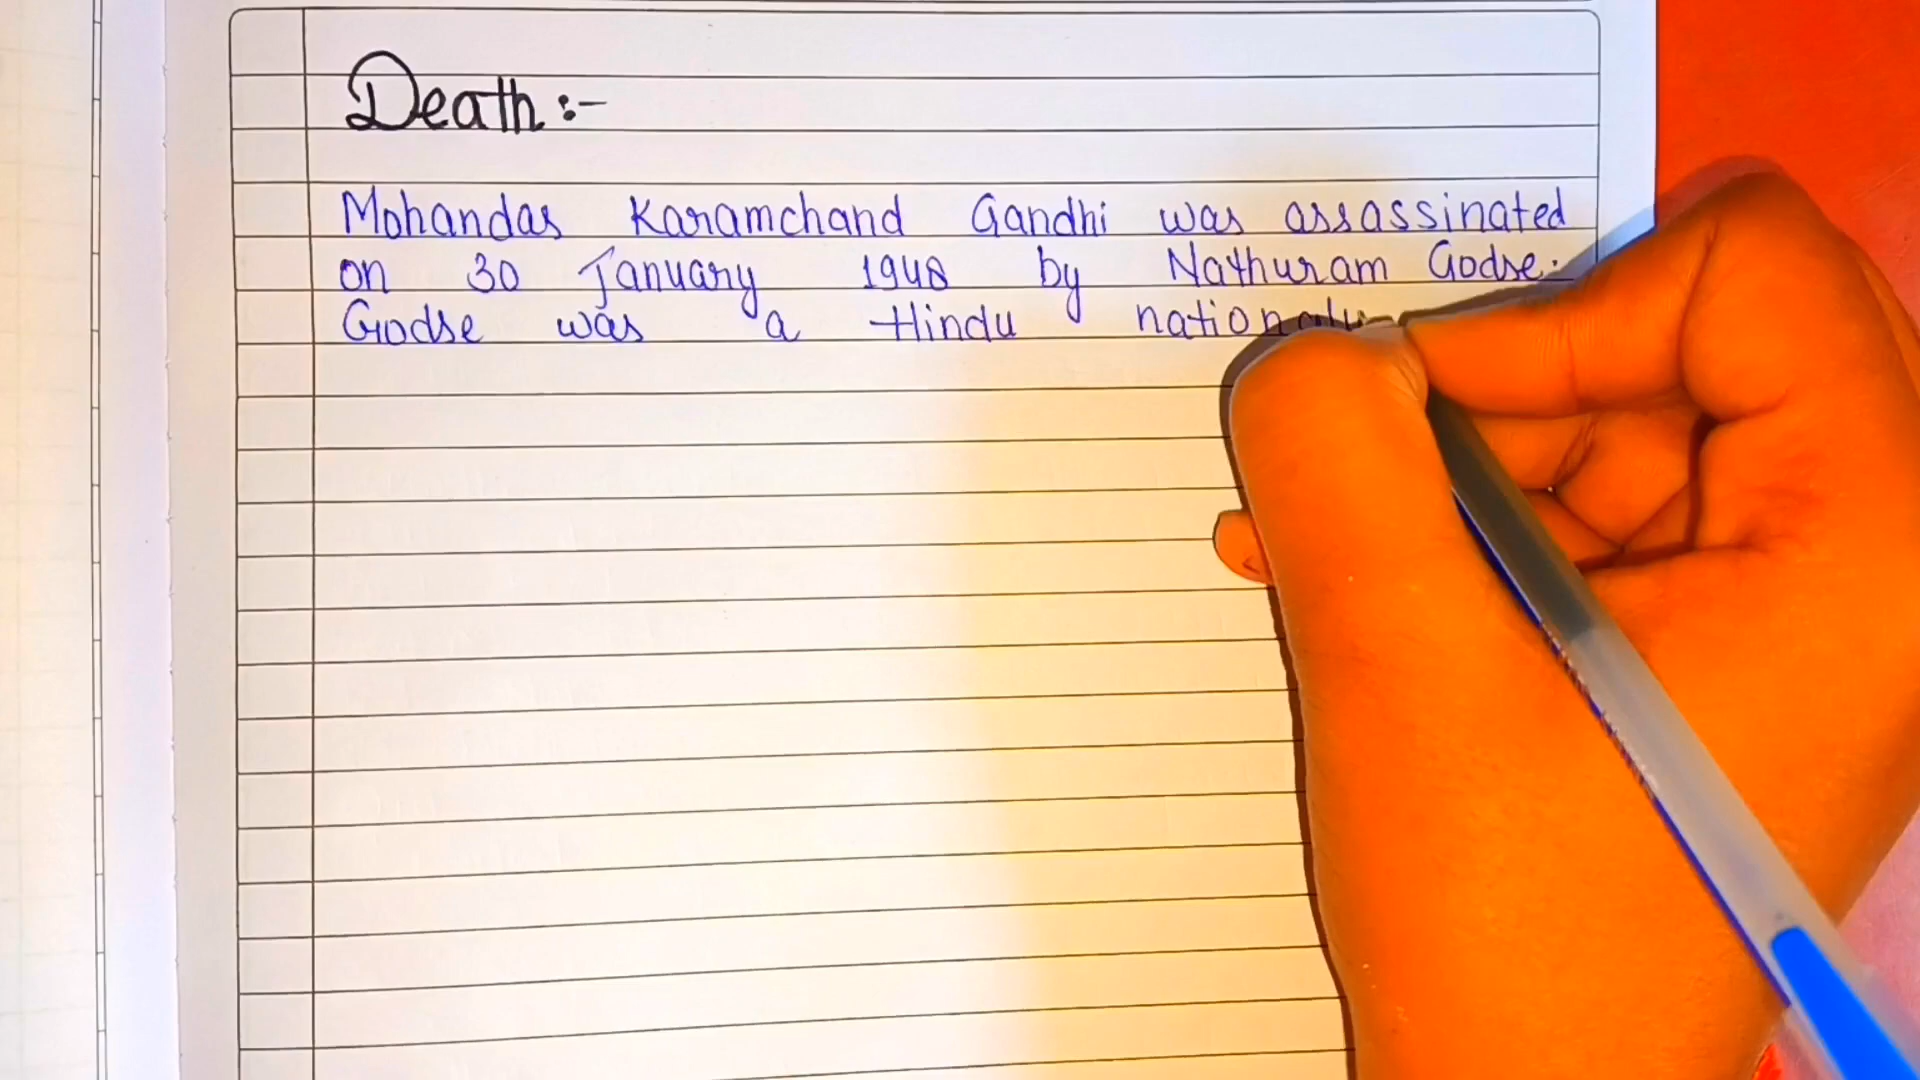 Death :-
Mohandas Karamchand Gandhi was assassinated
on 30 January 1948 by Nathuram Godse.
Godse was a Hindu